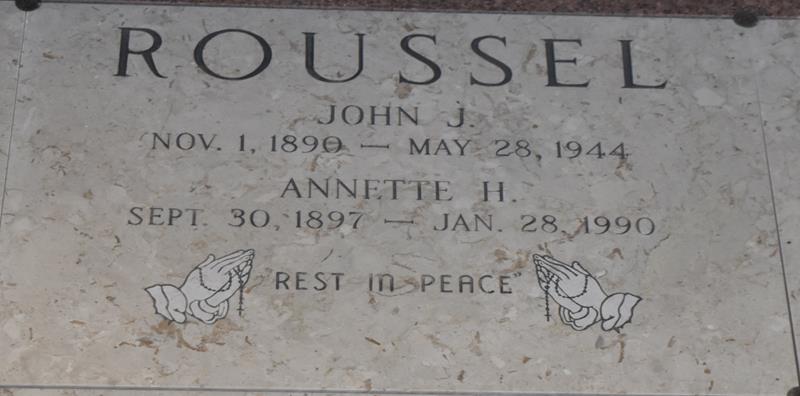 ROUSSEL
JOHN J.
NOV. 1, 1890 — MAY 28, 1944
ANNETTE H.
SEPT. 30, 1897 — JAN. 28, 1990
"REST IN PEACE"